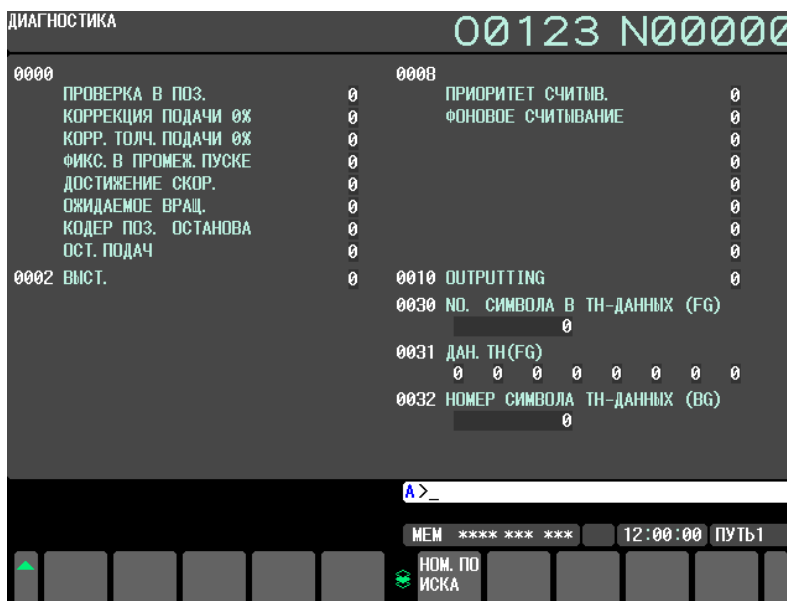 ДИАГНОСТИКА
O0123 N00000
0000
ПРОВЕРКА В ПОЗ. 0
КОРРЕКЦИЯ ПОДАЧИ 0% 0
КОРР. ТОЛЧ. ПОДАЧИ 0% 0
ФИКС. В ПРОМЕЖ. ПУСКЕ 0
ДОСТИЖЕНИЕ СКОР. 0
ОЖИДАЕМОЕ ВРАЩ. 0
КОДЕР ПОЗ. ОСТАНОВА 0
ОСТ. ПОДАЧ 0
0002 ВЫСТ. 0
0008
ПРИОРИТЕТ СЧИТЫВ. 0
ФОНОВОЕ СЧИТЫВАНИЕ 0
0
0
0
0
0
0
0010 OUTPUTTING 0
0030 NO. СИМВОЛА В TH-ДАННЫХ (FG)
0
0031 ДАН. TH(FG)
0 0 0 0 0 0 0 0
0032 НОМЕР СИМВОЛА TH-ДАННЫХ (BG)
0
A >_
MEM **** *** *** 12:00:00 ПУТЬ1
НОМ. ПО
ИСКА